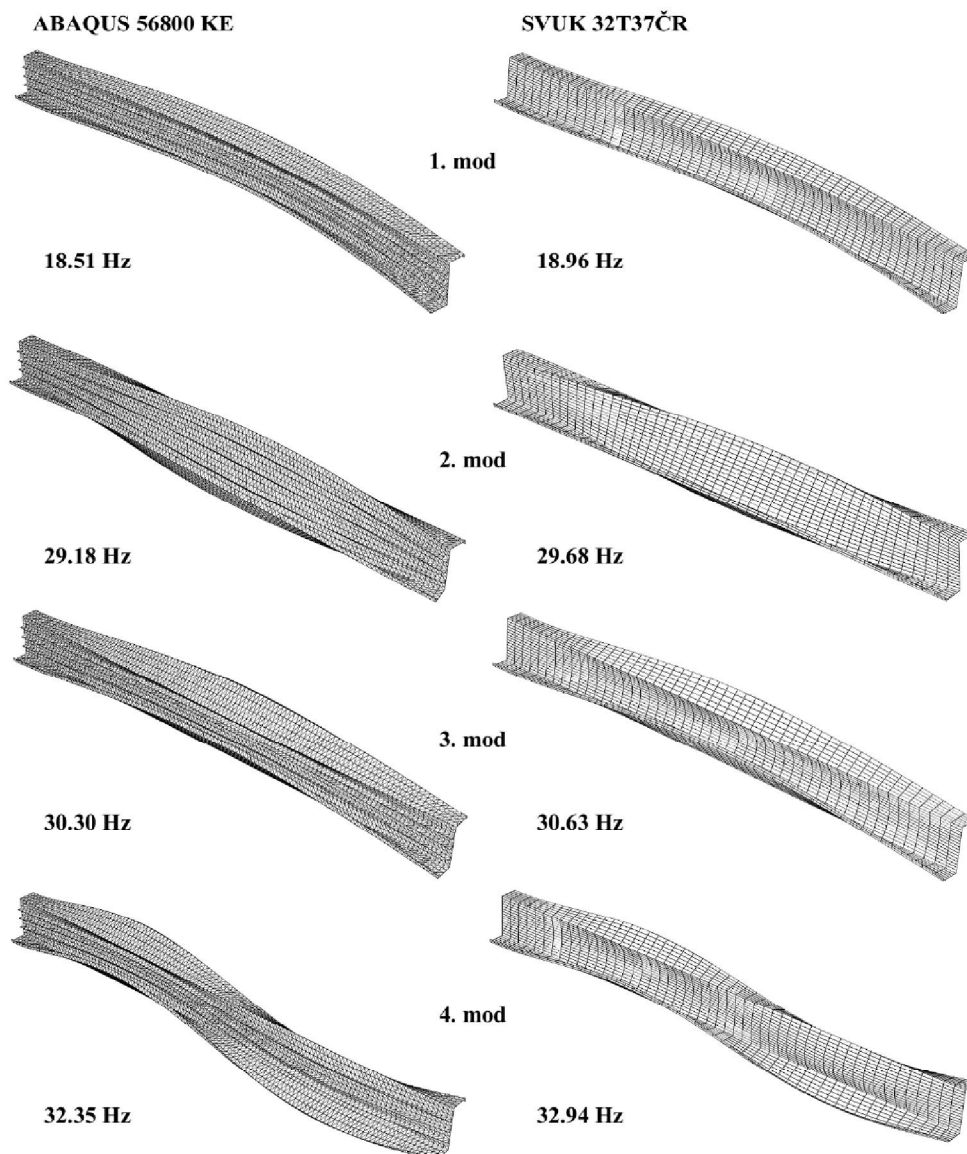 ABAQUS 56800 KE
SVUK 32T37ČR
1. mod
18.51 Hz
18.96 Hz
2. mod
29.18 Hz
29.68 Hz
3. mod
30.30 Hz
30.63 Hz
4. mod
32.35 Hz
32.94 Hz